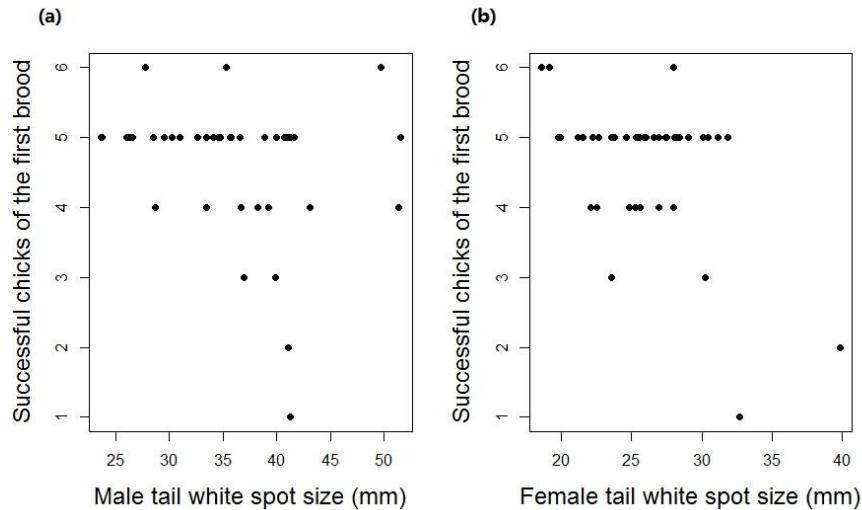 (a)
(b)
Successful chicks of the first brood
6
5
4
3
2
1
25 30 35 40 45 50
Male tail white spot size (mm)
Successful chicks of the first brood
6
5
4
3
2
1
20 25 30 35 40
Female tail white spot size (mm)